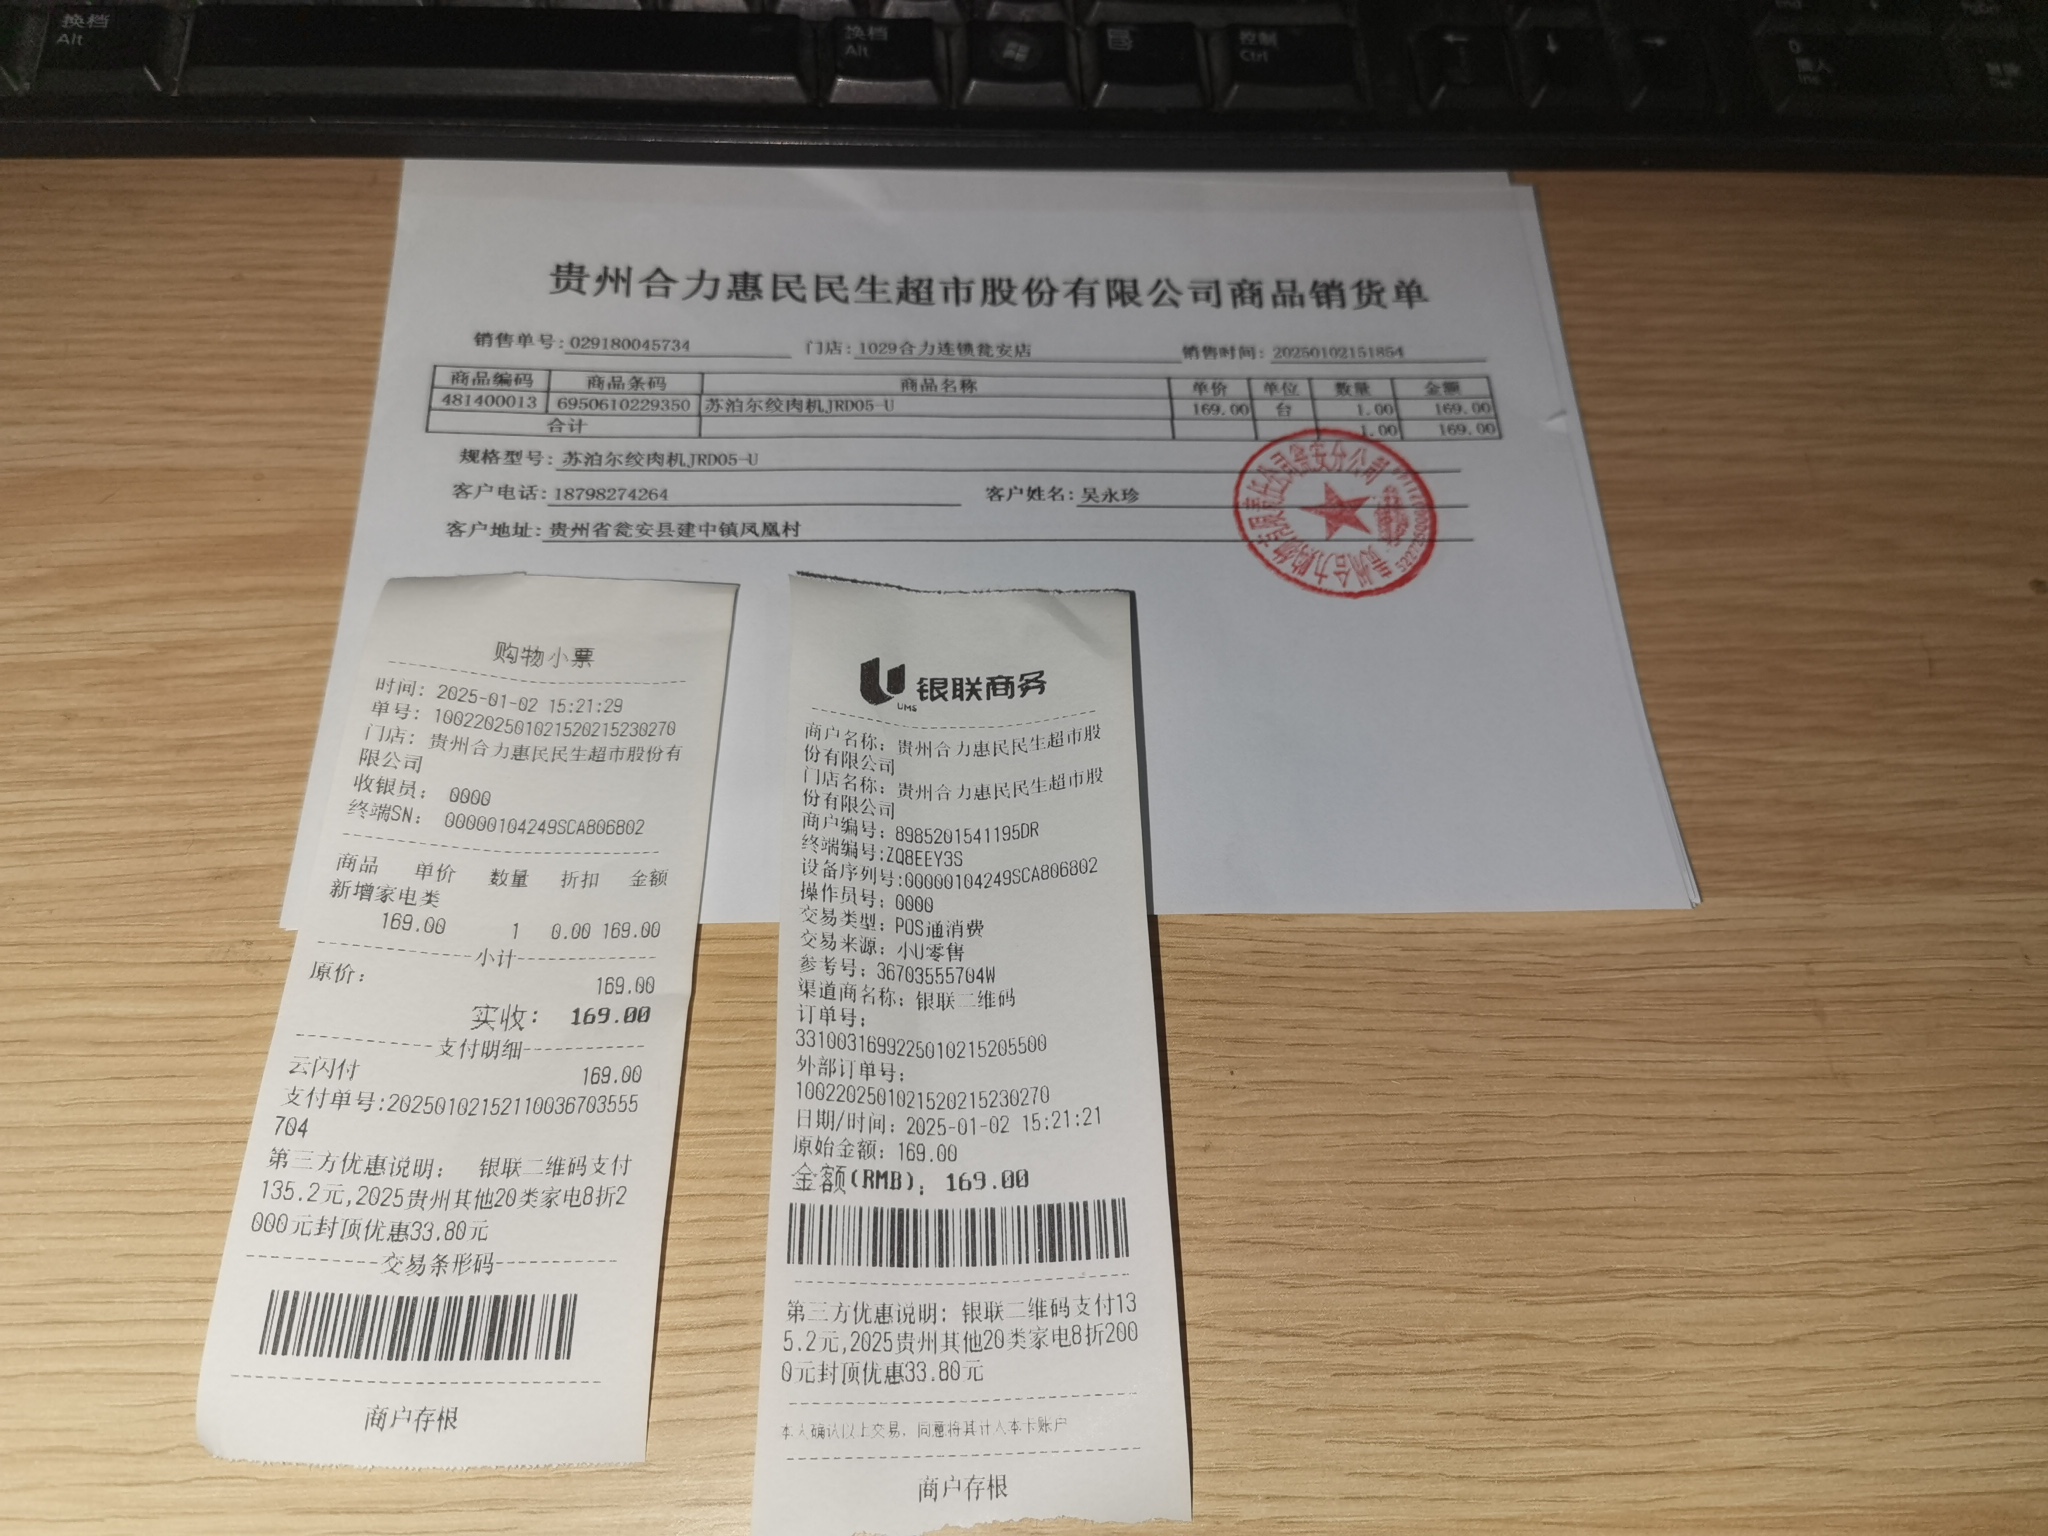 换档
Alt
换档
Alt
控制
Ctrl
贵州合力惠民民生超市股份有限公司商品销货单
销售单号:029180045734 门店:1029合力连锁瓮安店 销售时间:20250102151854
商品编码 商品条码 商品名称 单价 单位 数量 金额
481400013 6950610229350 苏泊尔绞肉机JRD05-U 169.00 台 1.00 169.00
合计 1.00 169.00
规格型号:苏泊尔绞肉机JRD05-U
客户电话:18798274264 客户姓名:吴永珍
客户地址:贵州省瓮安县建中镇凤凰村
贵州合力购物有限责任公司瓮安分公司
购物小票
时间: 2025-01-02 15:21:29
单号: 1002202501021520215230270
门店: 贵州合力惠民民生超市股份有
限公司
收银员: 0000
终端SN: 00000104249SCA806802
商品 单价 数量 折扣 金额
新增家电类
169.00 1 0.00 169.00
小计
原价: 169.00
实收: 169.00
支付明细
云闪付 169.00
支付单号:20250102152110036703555
704
第三方优惠说明: 银联二维码支付
135.2元,2025贵州其他20类家电8折2
000元封顶优惠33.80元
交易条形码
商户存根
银联商务
UMS
商户名称: 贵州合力惠民民生超市股
份有限公司
门店名称: 贵州合力惠民民生超市股
份有限公司
商户编号: 8985201541195DR
终端编号:ZQ8EEY3S
设备序列号:00000104249SCA806802
操作员号: 0000
交易类型: POS通消费
交易来源: 小U零售
参考号: 36703555704W
渠道商名称: 银联二维码
订单号:
33100316992250102152055​00
外部订单号:
1002202501021520215230270
日期/时间: 2025-01-02 15:21:21
原始金额: 169.00
金额(RMB): 169.00
第三方优惠说明: 银联二维码支付13
5.2元,2025贵州其他20类家电8折200
0元封顶优惠33.80元
本人确认以上交易, 同意将其计入本卡账户
商户存根